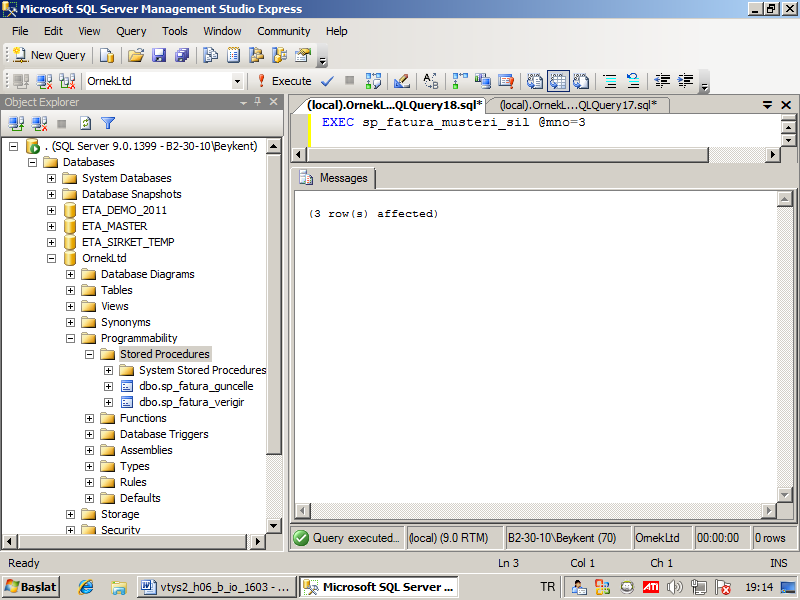 Microsoft SQL Server Management Studio Express
File Edit View Query Tools Window Community Help
New Query
OrnekLtd Execute
Object Explorer
. (SQL Server 9.0.1399 - B2-30-10\Beykent)
Databases
System Databases
Database Snapshots
ETA_DEMO_2011
ETA_MASTER
ETA_SIRKET_TEMP
OrnekLtd
Database Diagrams
Tables
Views
Synonyms
Programmability
Stored Procedures
System Stored Procedures
dbo.sp_fatura_guncelle
dbo.sp_fatura_verigir
Functions
Database Triggers
Assemblies
Types
Rules
Defaults
Storage
Security
(local).OrnekL...QLQuery18.sql* (local).OrnekL...QLQuery17.sql*
EXEC sp_fatura_musteri_sil @mno=3
Messages
(3 row(s) affected)
Query executed... (local) (9.0 RTM) B2-30-10\Beykent (70) OrnekLtd 00:00:00 0 rows
Ready Ln 3 Col 1 Ch 1 INS
Başlat vtys2_h06_b_io_1603 - ... Microsoft SQL Server ... TR ATI 19:14